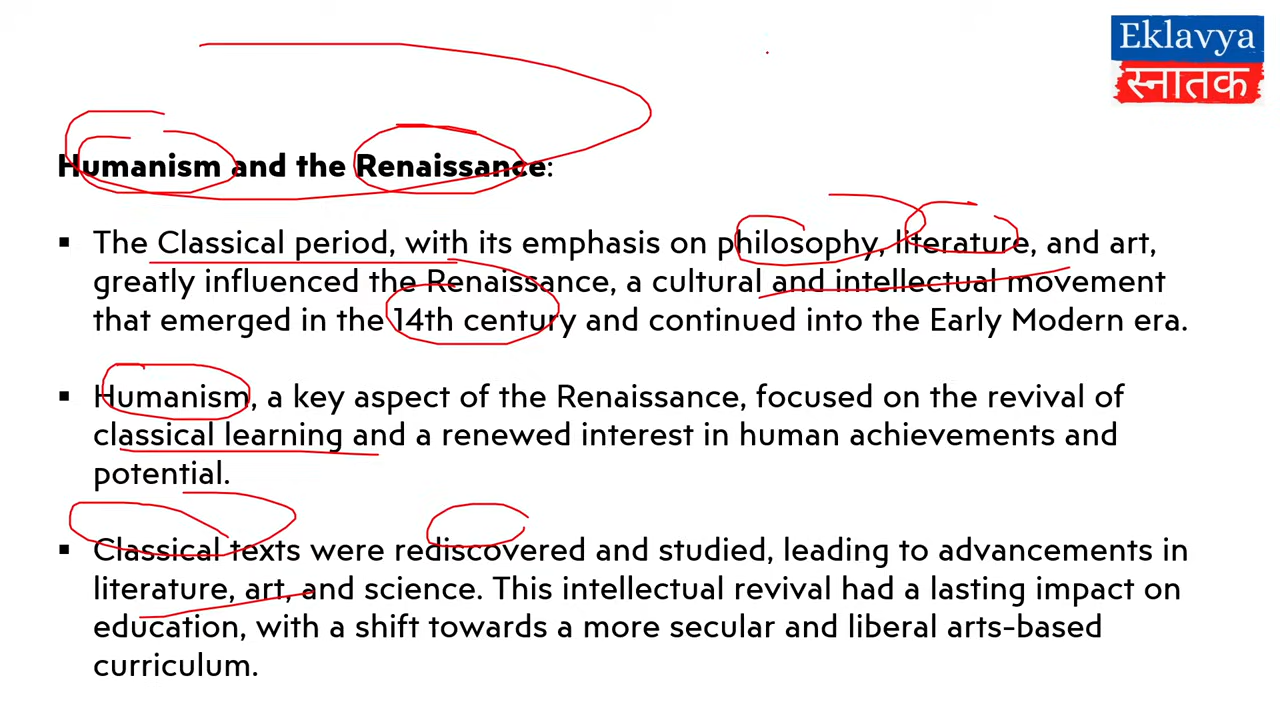 Eklavya
स्नातक
Humanism and the Renaissance:
▪ The Classical period, with its emphasis on philosophy, literature, and art,
greatly influenced the Renaissance, a cultural and intellectual movement
that emerged in the 14th century and continued into the Early Modern era.
▪ Humanism, a key aspect of the Renaissance, focused on the revival of
classical learning and a renewed interest in human achievements and
potential.
▪ Classical texts were rediscovered and studied, leading to advancements in
literature, art, and science. This intellectual revival had a lasting impact on
education, with a shift towards a more secular and liberal arts-based
curriculum.